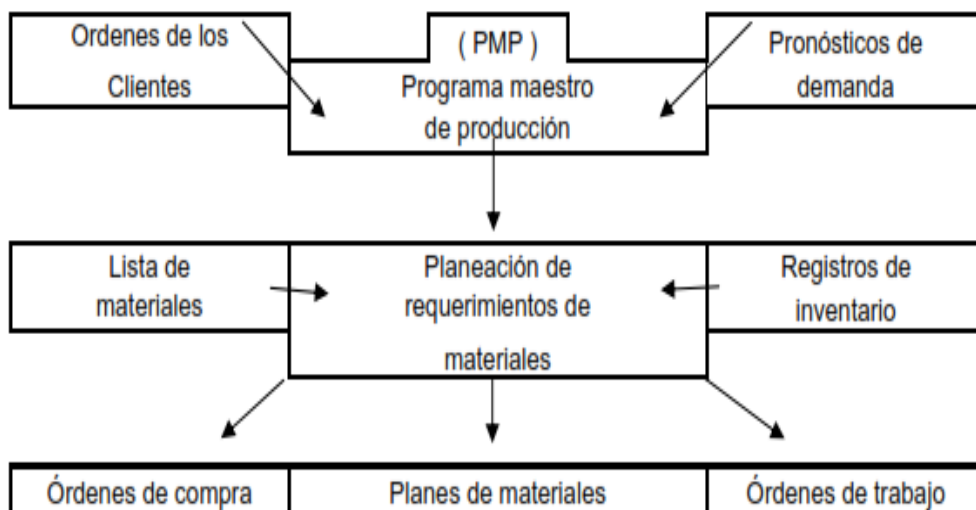 Ordenes de los
Clientes
( PMP )
Programa maestro
de producción
Pronósticos de
demanda
Lista de
materiales
Planeación de
requerimientos de
materiales
Registros de
inventario
Órdenes de compra
Planes de materiales
Órdenes de trabajo